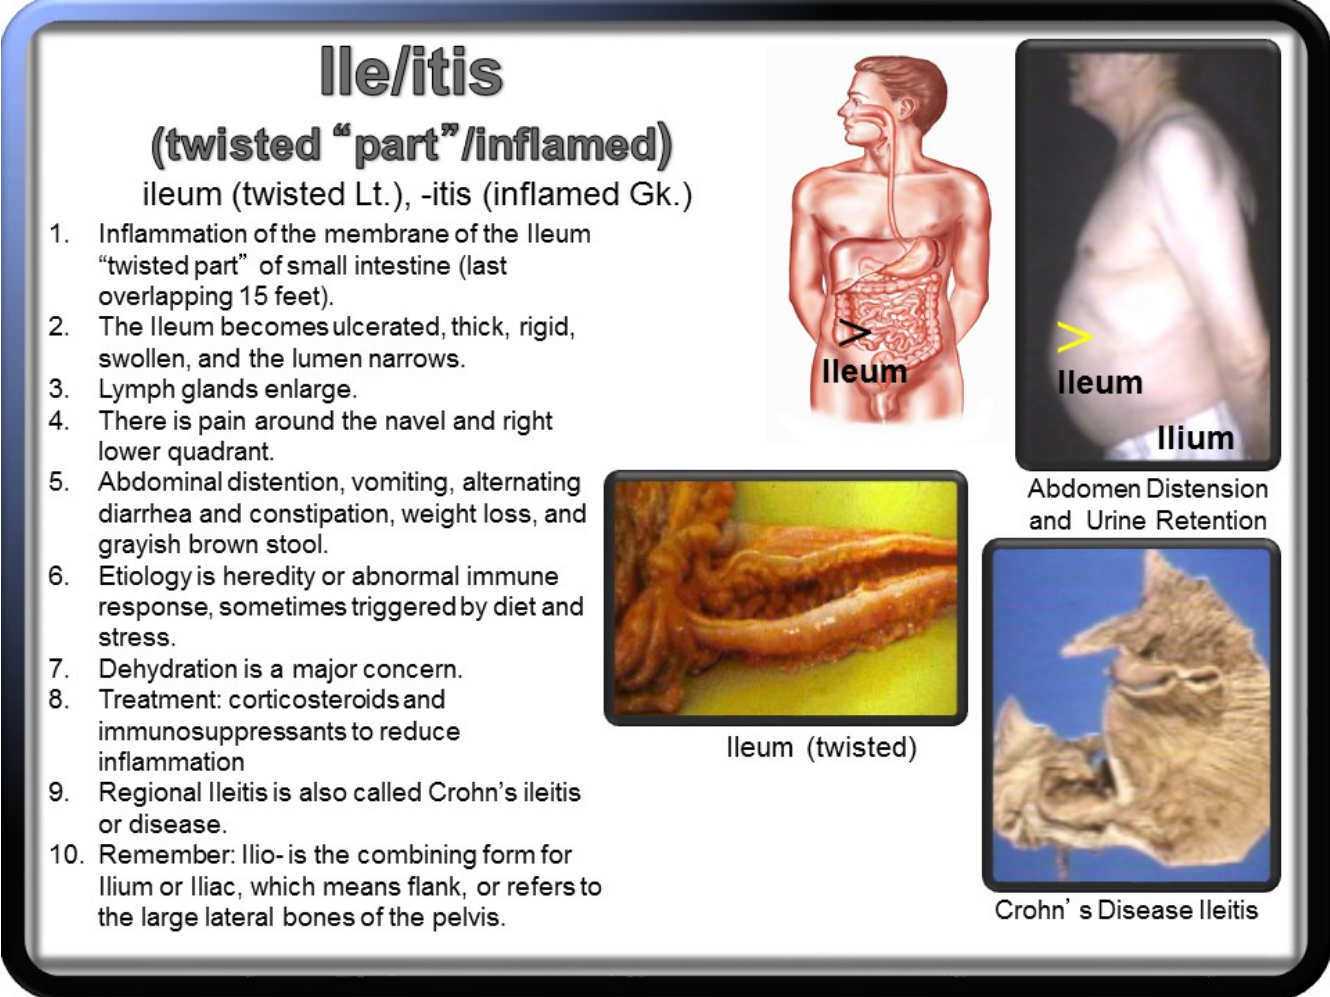 Ile/itis
(twisted “part”/inflamed)
ileum (twisted Lt.), -itis (inflamed Gk.)
1. Inflammation of the membrane of the Ileum
“twisted part” of small intestine (last
overlapping 15 feet).
2. The Ileum becomes ulcerated, thick, rigid,
swollen, and the lumen narrows.
3. Lymph glands enlarge.
4. There is pain around the navel and right
lower quadrant.
5. Abdominal distention, vomiting, alternating
diarrhea and constipation, weight loss, and
grayish brown stool.
6. Etiology is heredity or abnormal immune
response, sometimes triggered by diet and
stress.
7. Dehydration is a major concern.
8. Treatment: corticosteroids and
immunosuppressants to reduce
inflammation
9. Regional Ileitis is also called Crohn’s ileitis
or disease.
10. Remember: Ilio- is the combining form for
Ilium or Iliac, which means flank, or refers to
the large lateral bones of the pelvis.
>
Ileum
>
Ileum
Ilium
Abdomen Distension
and Urine Retention
Ileum (twisted)
Crohn’ s Disease Ileitis